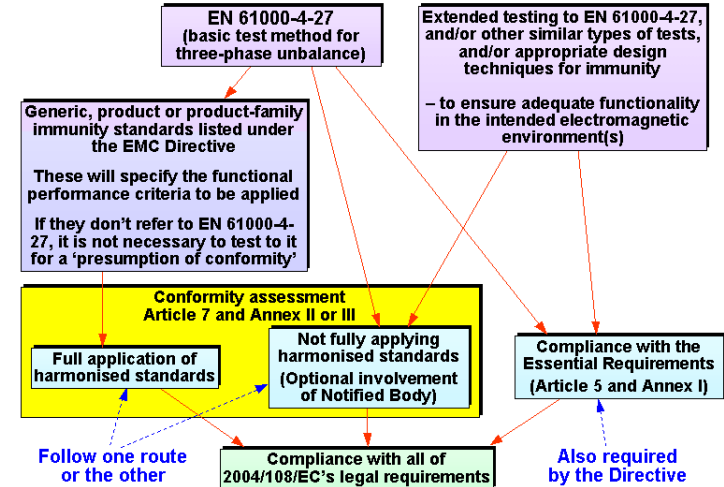 EN 61000-4-27
(basic test method for
three-phase unbalance)
Extended testing to EN 61000-4-27,
and/or other similar types of tests,
and/or appropriate design
techniques for immunity
– to ensure adequate functionality
in the intended electromagnetic
environment(s)
Generic, product or product-family
immunity standards listed under
the EMC Directive
These will specify the functional
performance criteria to be applied
If they don't refer to EN 61000-4-
27, it is not necessary to test to it
for a 'presumption of conformity'
Conformity assessment
Article 7 and Annex II or III
Full application of
harmonised standards
Not fully applying
harmonised standards
(Optional involvement
of Notified Body)
Compliance with the
Essential Requirements
(Article 5 and Annex I)
Follow one route
or the other
Compliance with all of
2004/108/EC's legal requirements
Also required
by the Directive